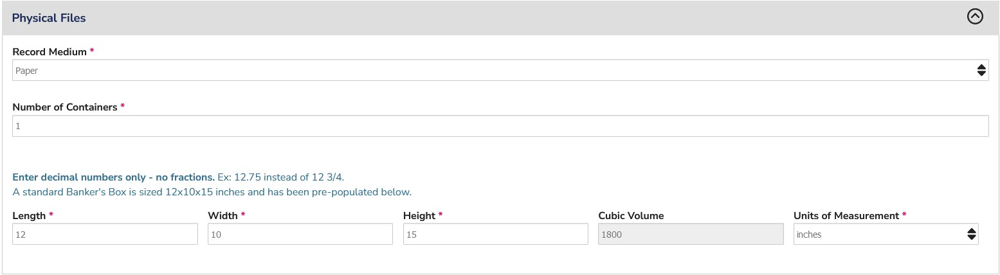 Physical Files
Record Medium *
Paper
Number of Containers *
1
Enter decimal numbers only - no fractions. Ex: 12.75 instead of 12 3/4.
A standard Banker's Box is sized 12x10x15 inches and has been pre-populated below.
Length * Width * Height * Cubic Volume Units of Measurement *
12 10 15 1800 inches